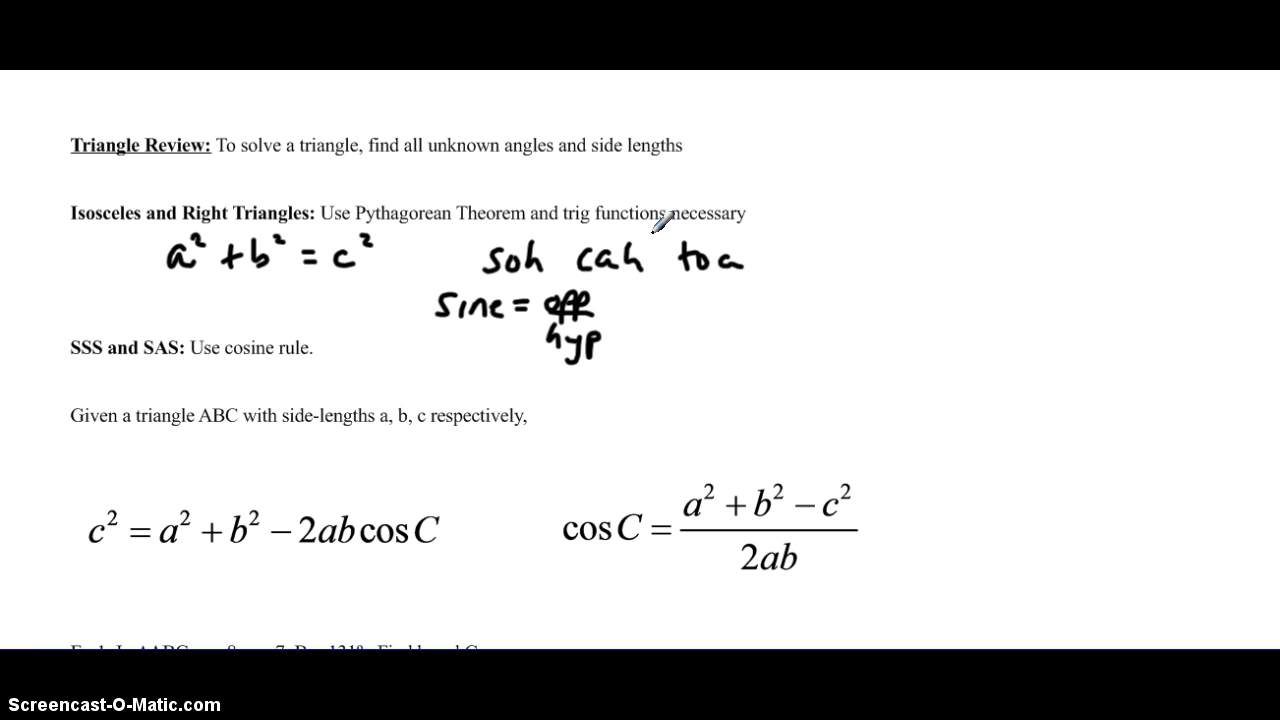 Triangle Review: To solve a triangle, find all unknown angles and side lengths
Isosceles and Right Triangles: Use Pythagorean Theorem and trig functions necessary
a² + b² = c² soh cah toa
sine = opp
hyp
SSS and SAS: Use cosine rule.
Given a triangle ABC with side-lengths a, b, c respectively,
c² = a² + b² − 2ab cos C
cos C = a² + b² − c²
2ab
Screencast-O-Matic.com